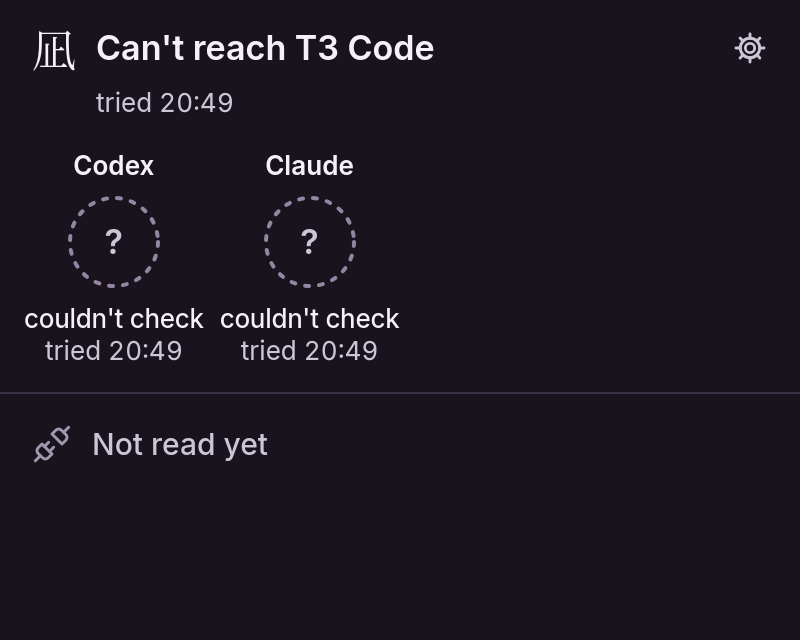 凪 Can't reach T3 Code
tried 20:49
Codex Claude
? ?
couldn't check couldn't check
tried 20:49 tried 20:49
Not read yet